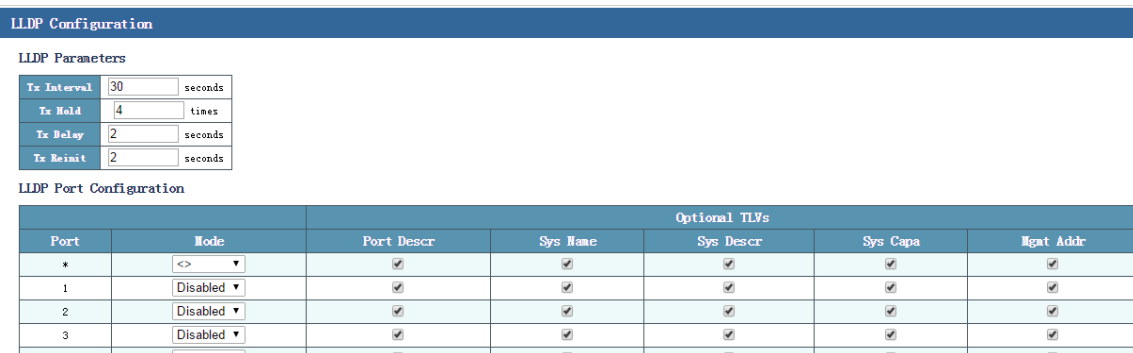 LLDP Configuration
LLDP Parameters
Tx Interval 30 seconds
Tx Hold 4 times
Tx Delay 2 seconds
Tx Reinit 2 seconds
LLDP Port Configuration
Optional TLVs
Port Mode Port Descr Sys Name Sys Descr Sys Capa Mgmt Addr
* <>
1 Disabled
2 Disabled
3 Disabled